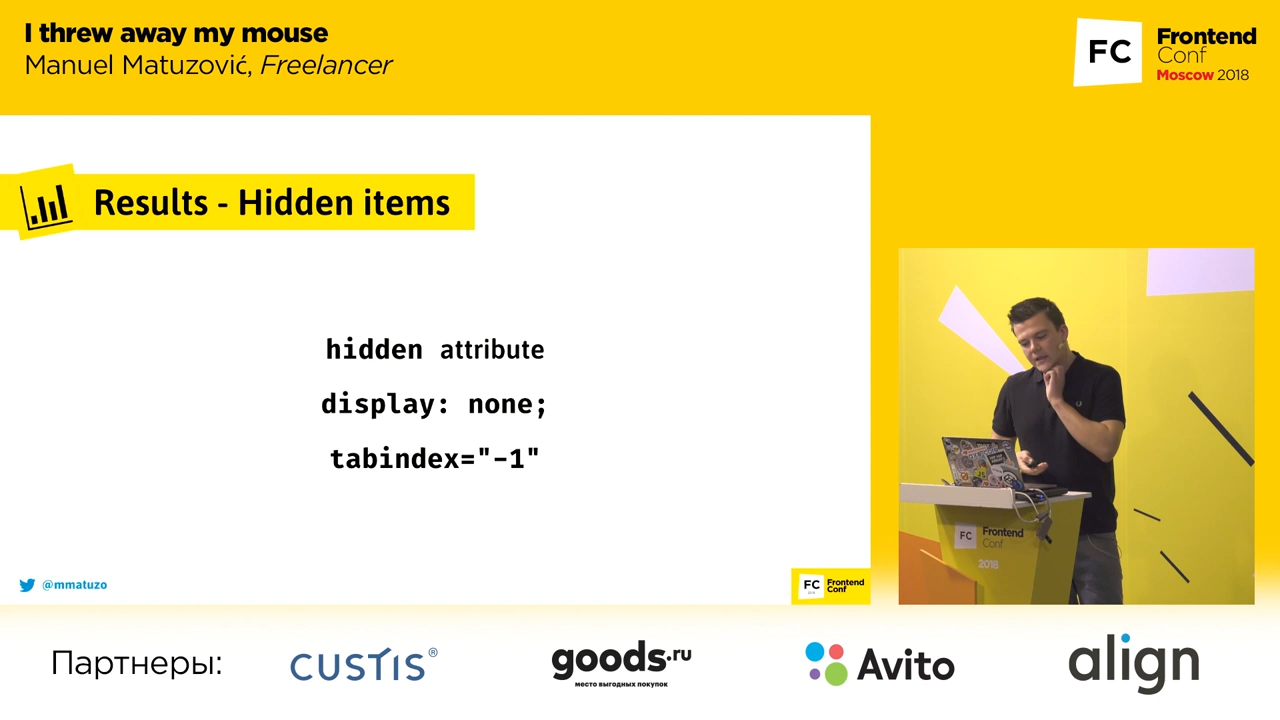 I threw away my mouse
Manuel Matuzović, Freelancer
FC
Frontend
Conf
Moscow 2018
Results - Hidden items
hidden attribute
display: none;
tabindex="-1"
@mmatuzo
FC
Frontend
Conf
FC
Frontend
Conf
2018
Партнеры:
CUSTIS®
goods.ru
место выгодных покупок
Avito
align